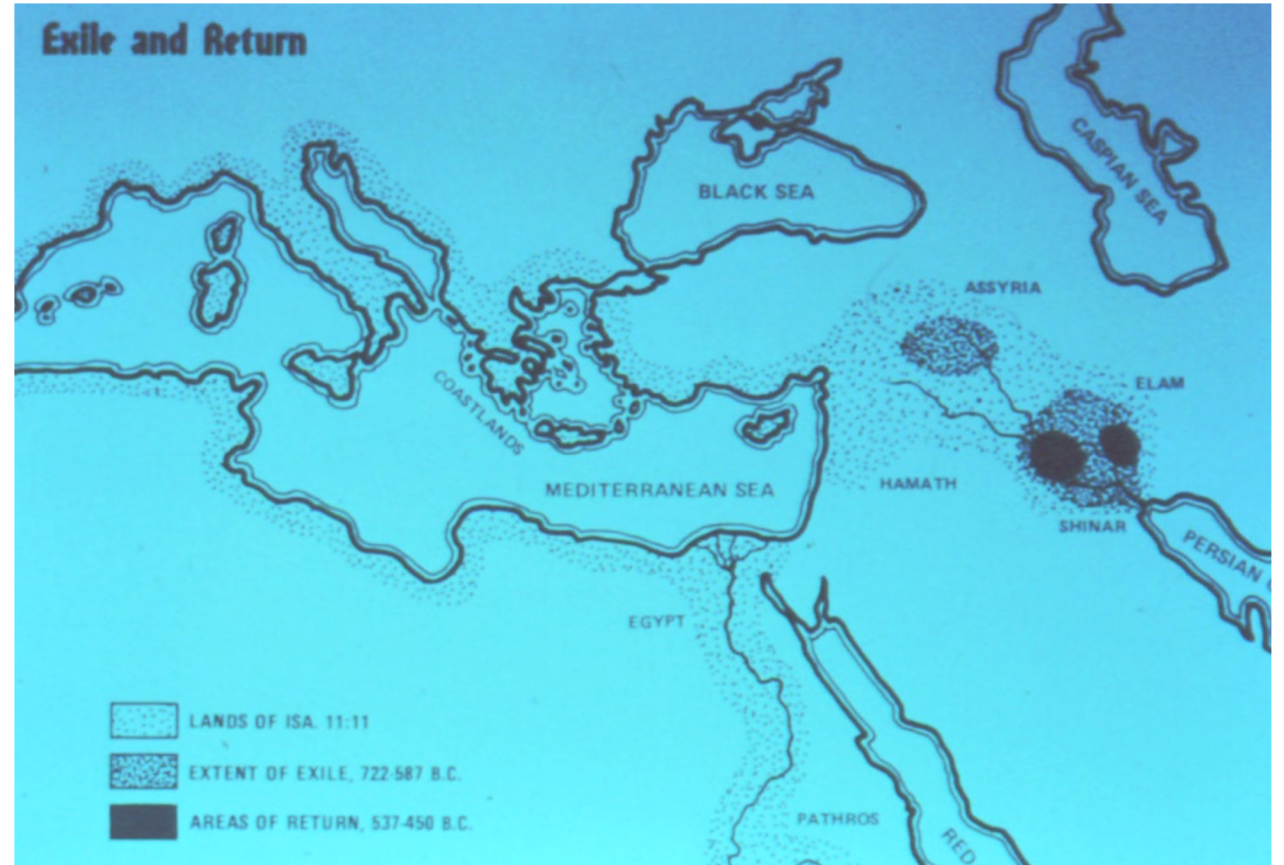 Exile and Return
BLACK SEA
CASPIAN SEA
ASSYRIA
ELAM
COASTLANDS
MEDITERRANEAN SEA
HAMATH
SHINAR
PERSIAN
EGYPT
LANDS OF ISA. 11:11
EXTENT OF EXILE, 722-587 B.C.
AREAS OF RETURN, 537-450 B.C.
PATHROS
RED